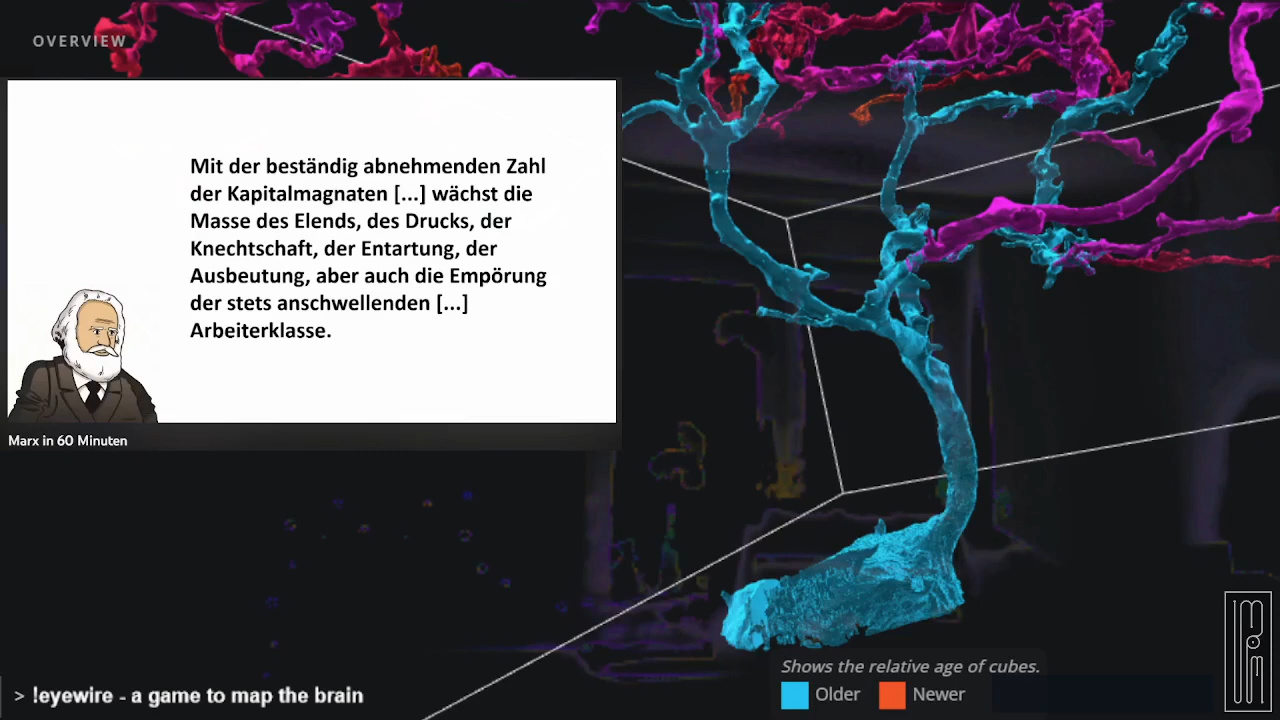 OVERVIEW
Mit der beständig abnehmenden Zahl
der Kapitalmagnaten [...] wächst die
Masse des Elends, des Drucks, der
Knechtschaft, der Entartung, der
Ausbeutung, aber auch die Empörung
der stets anschwellenden [...]
Arbeiterklasse.
Marx in 60 Minuten
Shows the relative age of cubes.
Older Newer
> !eyewire - a game to map the brain